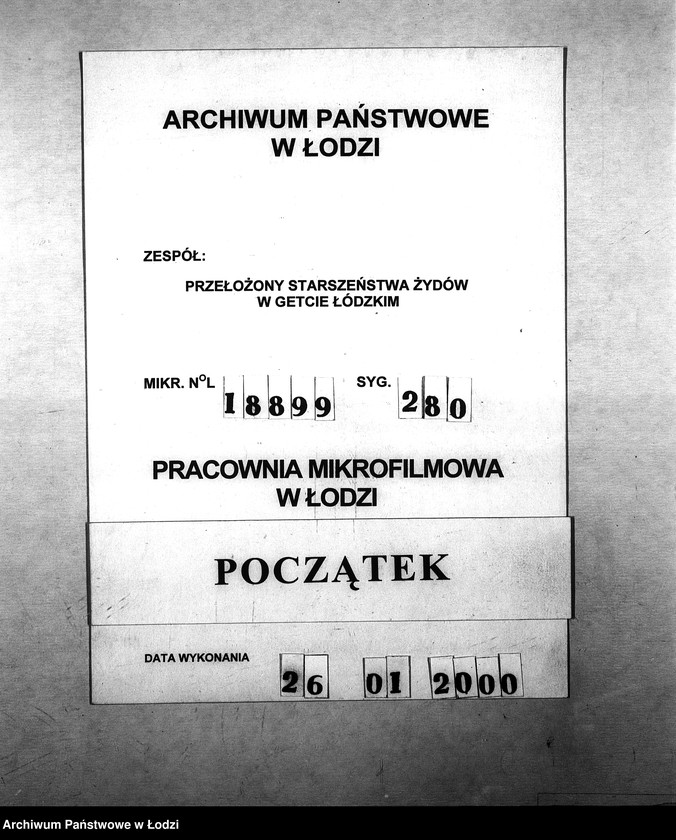 ARCHIWUM PAŃSTWOWE
W ŁODZI
ZESPÓŁ:
PRZEŁOŻONY STARSZEŃSTWA ŻYDÓW
W GETCIE ŁÓDZKIM
MIKR. NOL 18899 SYG. 280
PRACOWNIA MIKROFILMOWA
W ŁODZI
POCZĄTEK
DATA WYKONANIA 26 01 2000
Archiwum Państwowe w Łodzi